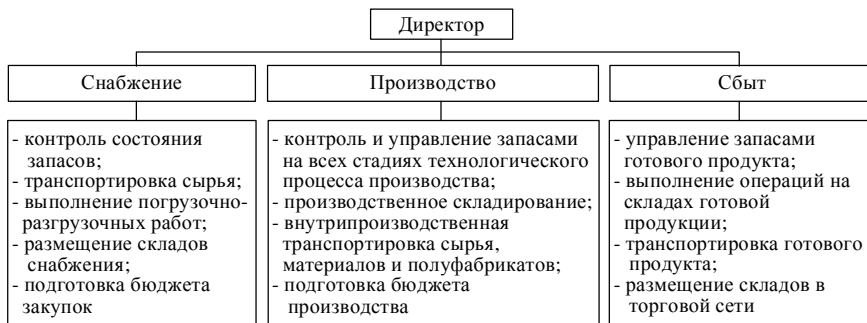 Директор
Снабжение
Производство
Сбыт
- контроль состояния
запасов;
- транспортировка сырья;
- выполнение погрузочно-
разгрузочных работ;
- размещение складов
снабжения;
- подготовка бюджета
закупок
- контроль и управление запасами
на всех стадиях технологического
процесса производства;
- производственное складирование;
- внутрипроизводственная
транспортировка сырья,
материалов и полуфабрикатов;
- подготовка бюджета
производства
- управление запасами
готового продукта;
- выполнение операций на
складах готовой
продукции;
- транспортировка готового
продукта;
- размещение складов в
торговой сети